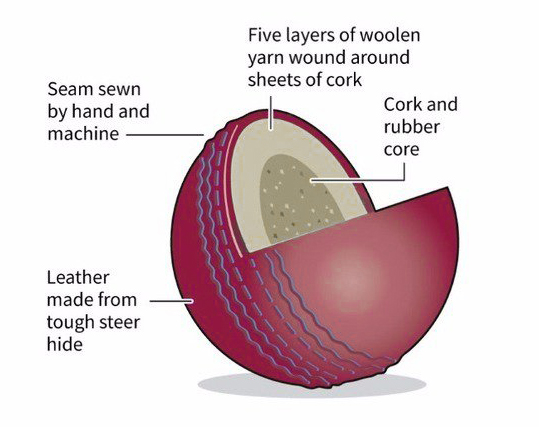 Five layers of woolen
yarn wound around
sheets of cork
Seam sewn
by hand and
machine
Cork and
rubber
core
Leather
made from
tough steer
hide